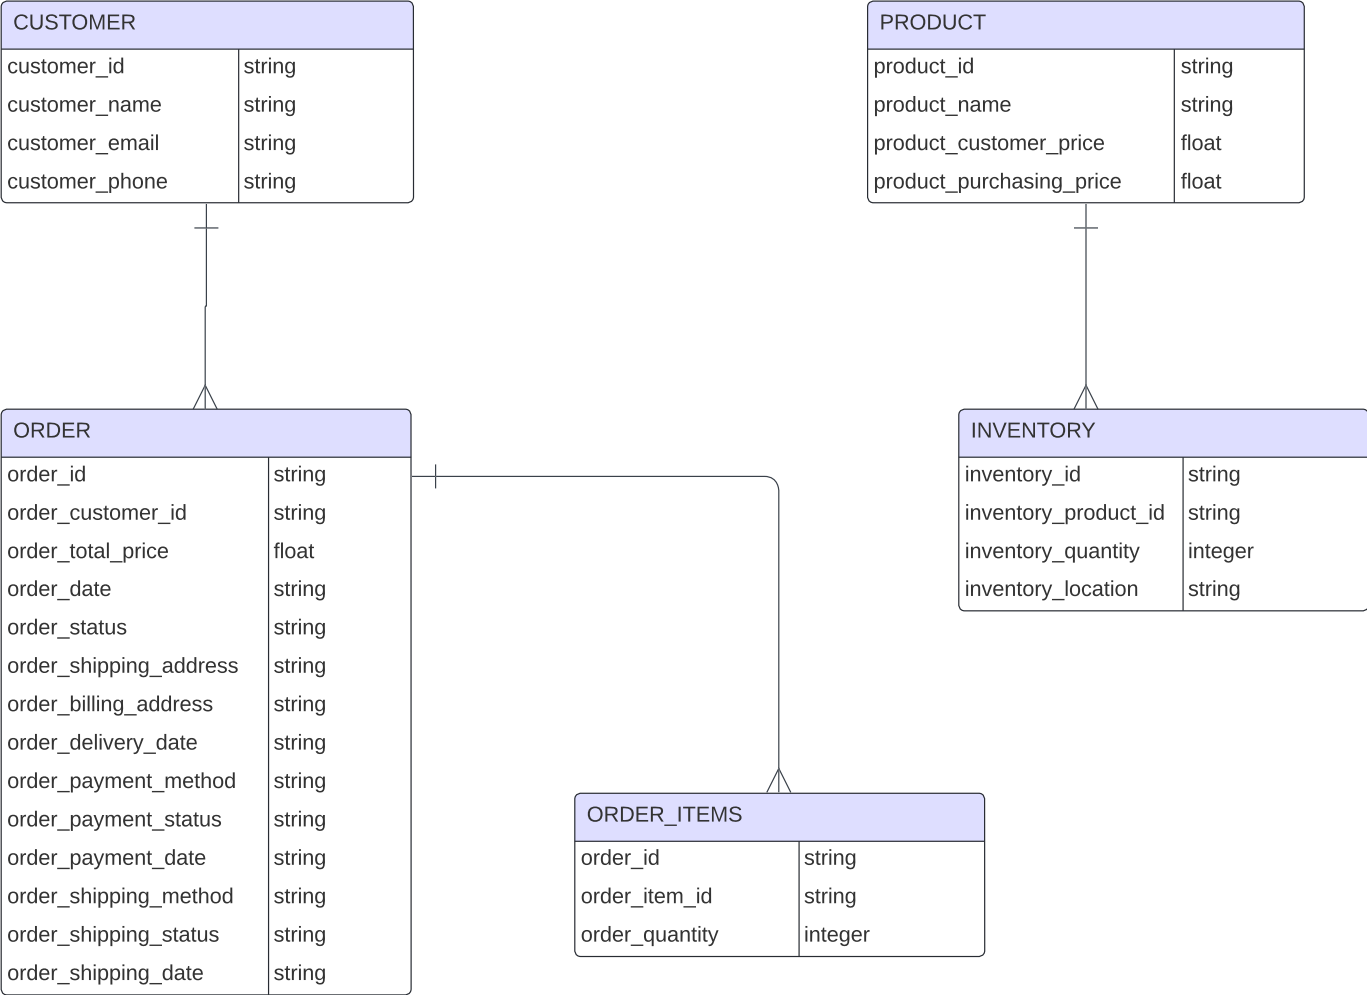 CUSTOMER
customer_id string
customer_name string
customer_email string
customer_phone string
PRODUCT
product_id string
product_name string
product_customer_price float
product_purchasing_price float
ORDER
order_id string
order_customer_id string
order_total_price float
order_date string
order_status string
order_shipping_address string
order_billing_address string
order_delivery_date string
order_payment_method string
order_payment_status string
order_payment_date string
order_shipping_method string
order_shipping_status string
order_shipping_date string
INVENTORY
inventory_id string
inventory_product_id string
inventory_quantity integer
inventory_location string
ORDER_ITEMS
order_id string
order_item_id string
order_quantity integer